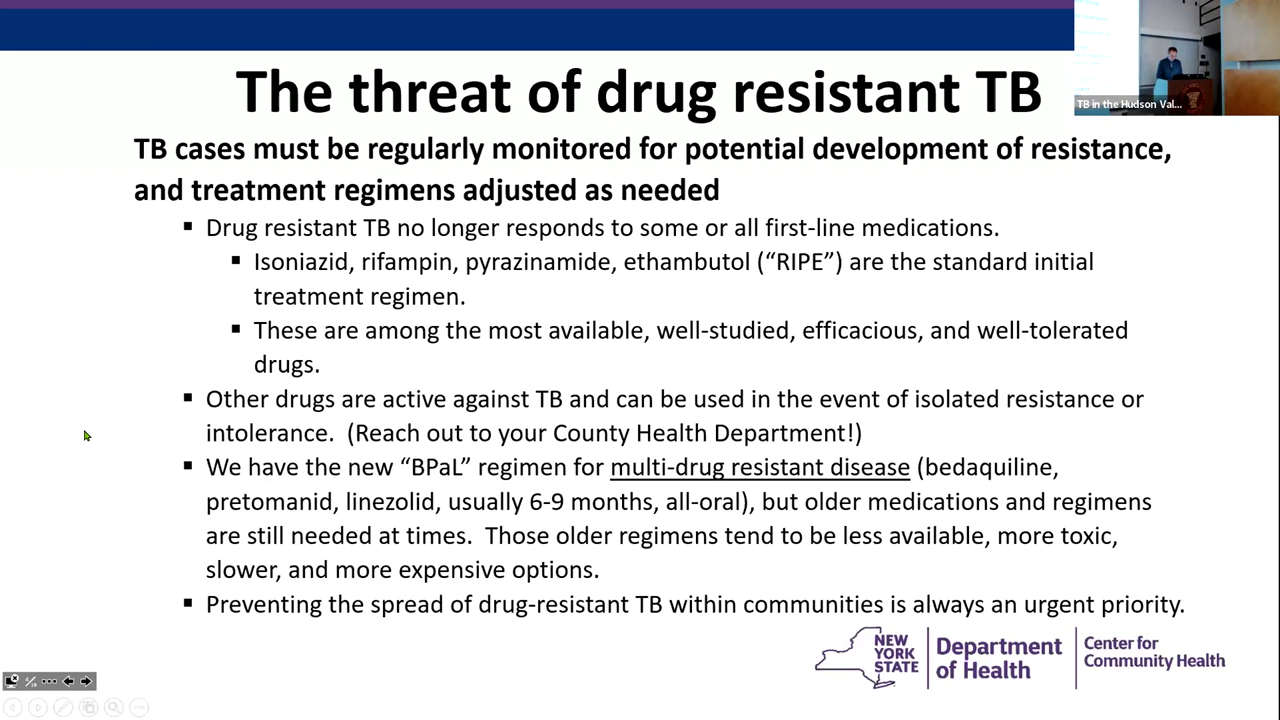 TB in the Hudson Val...
The threat of drug resistant TB
TB cases must be regularly monitored for potential development of resistance,
and treatment regimens adjusted as needed
▪ Drug resistant TB no longer responds to some or all first-line medications.
▪ Isoniazid, rifampin, pyrazinamide, ethambutol (“RIPE”) are the standard initial
treatment regimen.
▪ These are among the most available, well-studied, efficacious, and well-tolerated
drugs.
▪ Other drugs are active against TB and can be used in the event of isolated resistance or
intolerance.  (Reach out to your County Health Department!)
▪ We have the new “BPaL” regimen for multi-drug resistant disease (bedaquiline,
pretomanid, linezolid, usually 6-9 months, all-oral), but older medications and regimens
are still needed at times.  Those older regimens tend to be less available, more toxic,
slower, and more expensive options.
▪ Preventing the spread of drug-resistant TB within communities is always an urgent priority.
NEW
YORK
STATE
Department
of Health
Center for
Community Health